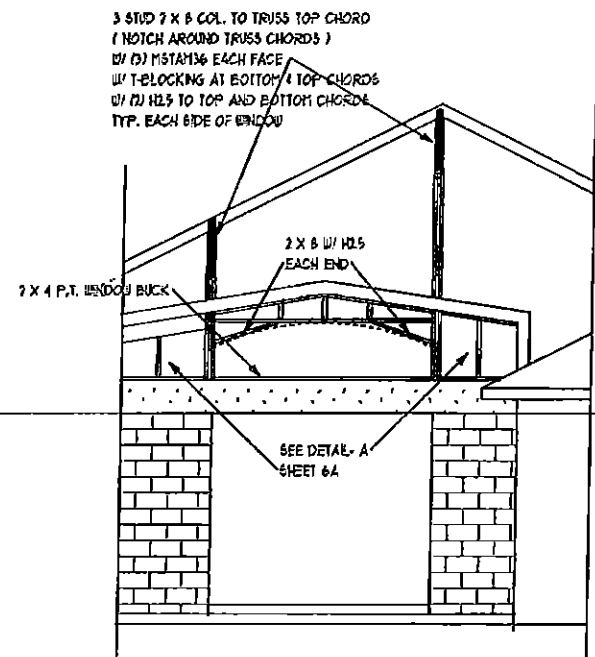 3 STUD 2 X 8 COL. TO TRUSS TOP CHORD
( NOTCH AROUND TRUSS CHORDS )
W/ (3) MSTAM36 EACH FACE
W/ T-BLOCKING AT BOTTOM & TOP CHORDS
W/ (2) H2.5 TO TOP AND BOTTOM CHORDS
TYP. EACH SIDE OF WINDOW
2 X 8 W/ H2.5
EACH END
2 X 4 P.T. WINDOW BUCK
SEE DETAIL- A
SHEET 6A